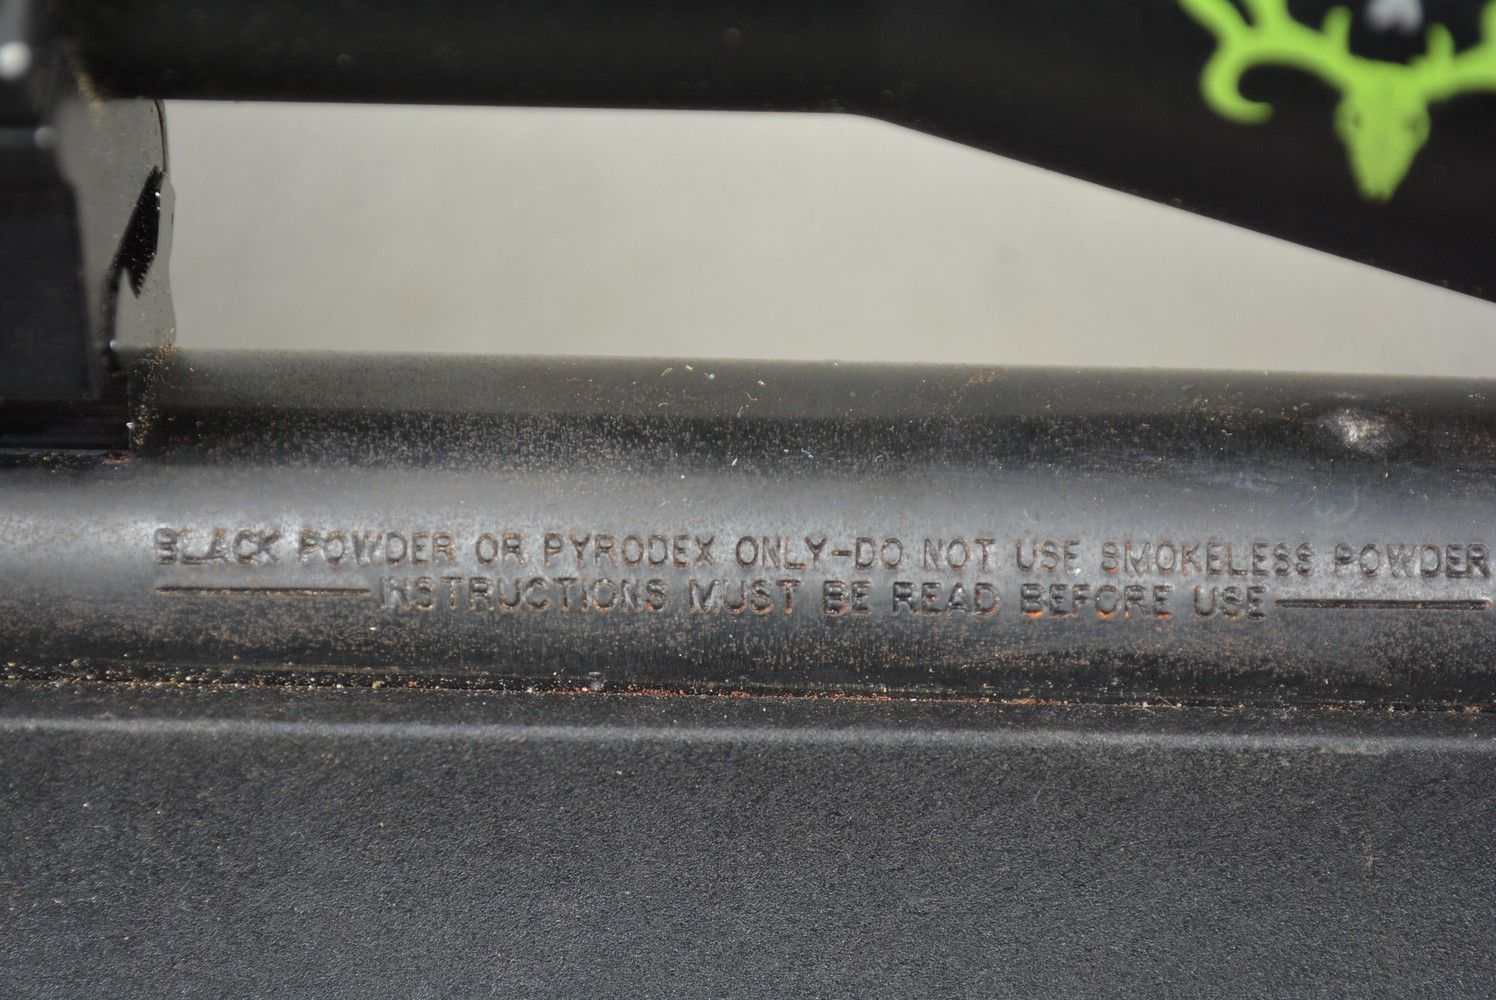 BLACK POWDER OR PYRODEX ONLY-DO NOT USE SMOKELESS POWDER
INSTRUCTIONS MUST BE READ BEFORE USE